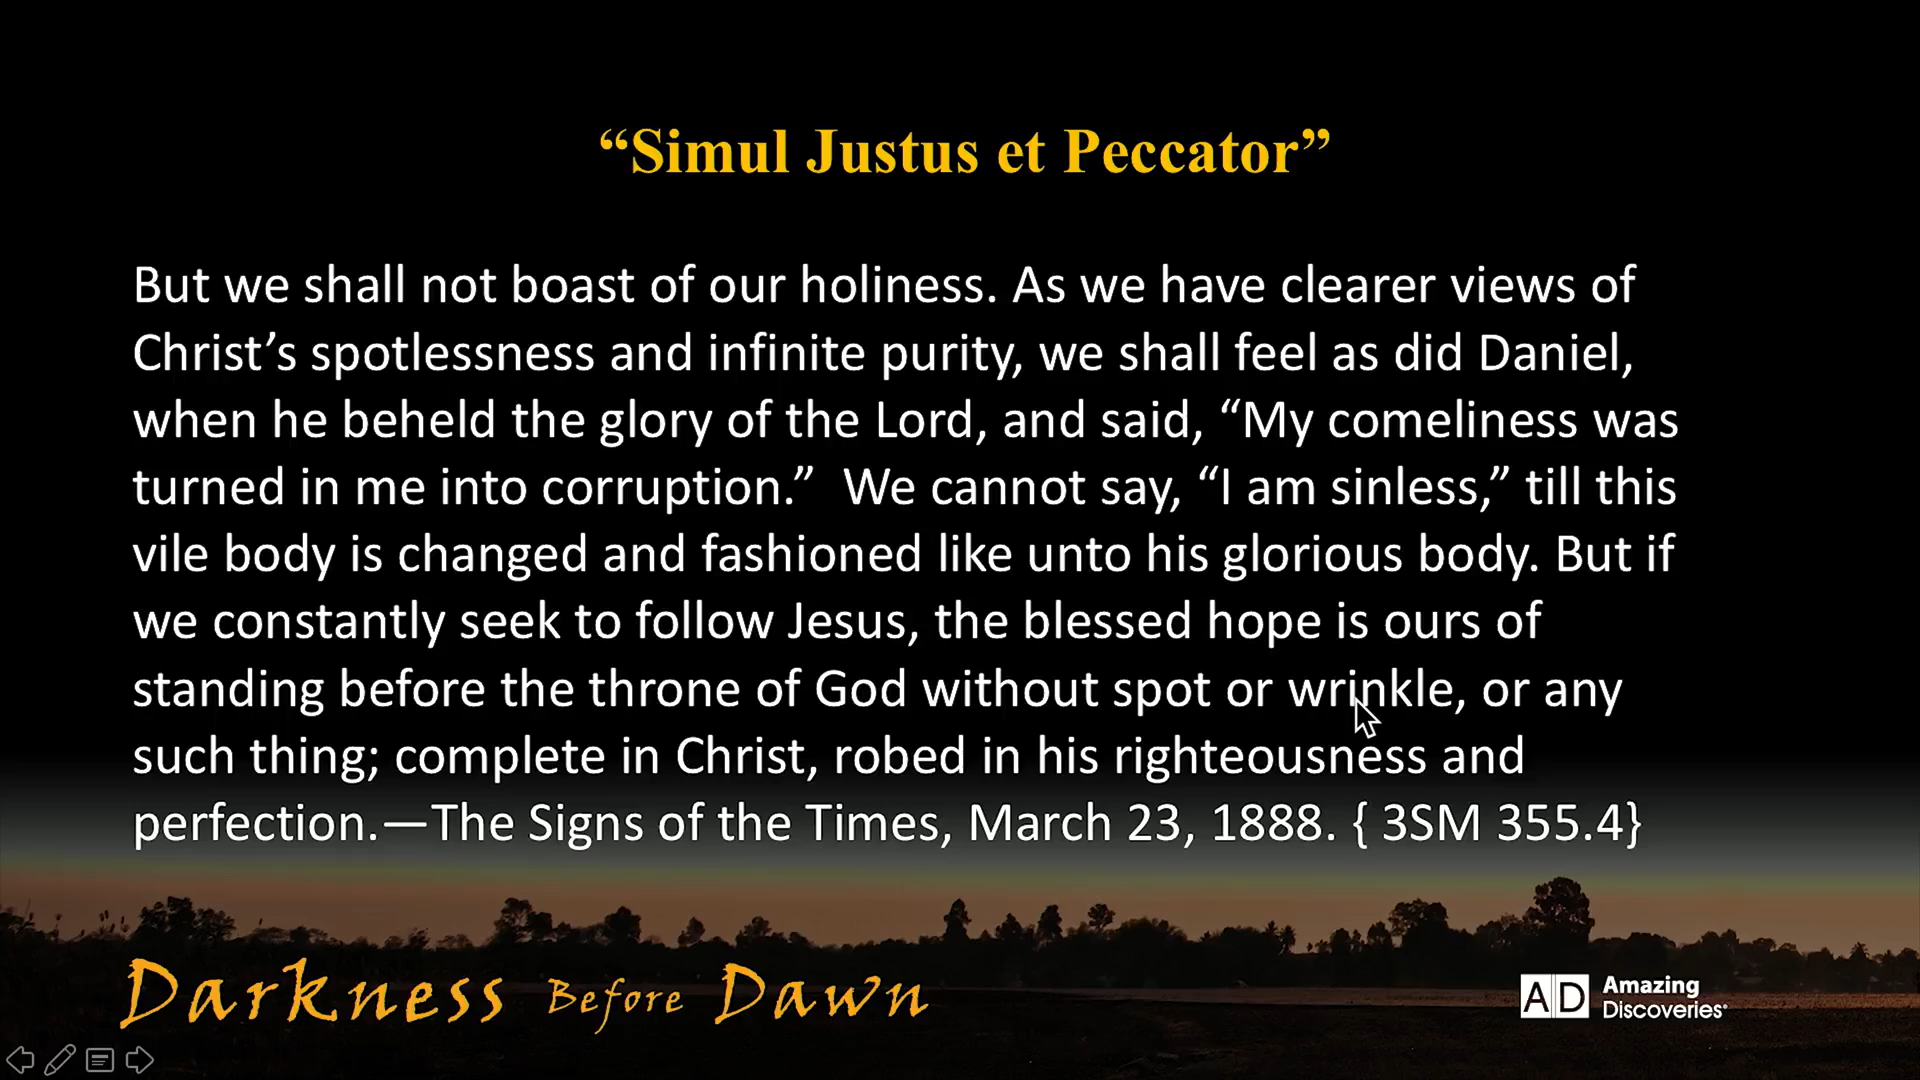 “Simul Justus et Peccator”
But we shall not boast of our holiness. As we have clearer views of
Christ’s spotlessness and infinite purity, we shall feel as did Daniel,
when he beheld the glory of the Lord, and said, “My comeliness was
turned in me into corruption.”  We cannot say, “I am sinless,” till this
vile body is changed and fashioned like unto his glorious body. But if
we constantly seek to follow Jesus, the blessed hope is ours of
standing before the throne of God without spot or wrinkle, or any
such thing; complete in Christ, robed in his righteousness and
perfection.—The Signs of the Times, March 23, 1888. { 3SM 355.4}
Darkness Before Dawn
AD Amazing
Discoveries